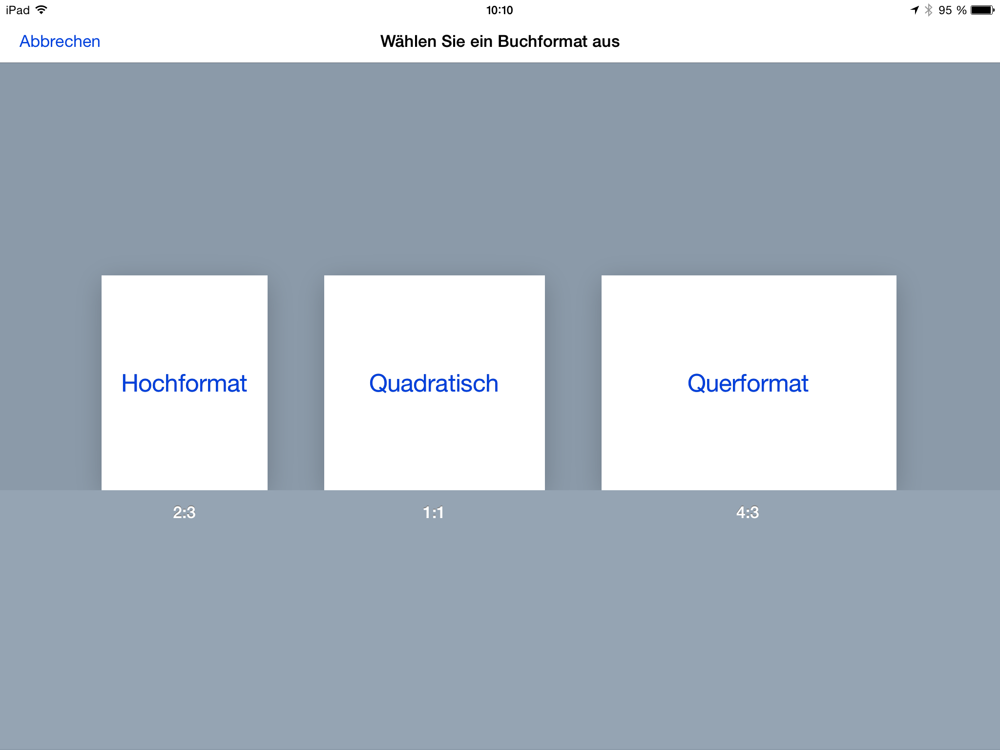 iPad 10:10 95 %
Abbrechen Wählen Sie ein Buchformat aus
Hochformat Quadratisch Querformat
2:3 1:1 4:3